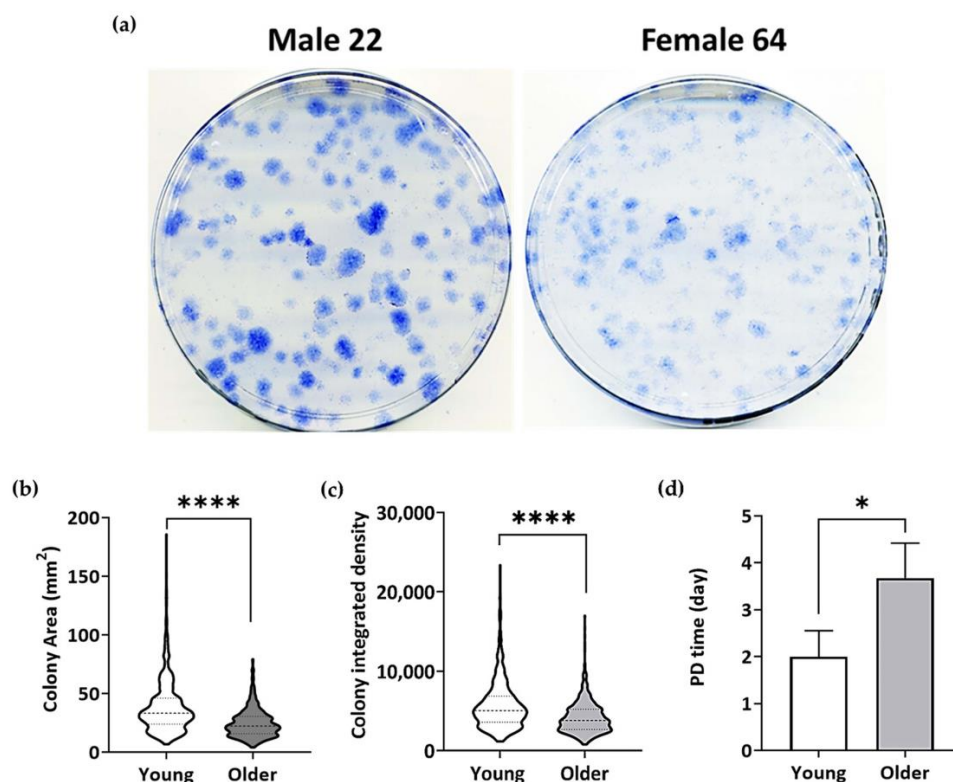 (a)
Male 22 Female 64
(b)
****
Colony Area (mm²)
200
150
100
50
0
Young Older
(c)
****
Colony integrated density
30,000
20,000
10,000
0
Young Older
(d)
*
PD time (day)
5
4
3
2
1
0
Young Older